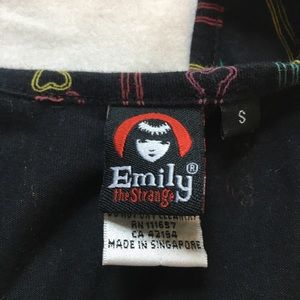 S
Emily®
the Strange
RN 111657
CA 42154
MADE IN SINGAPORE